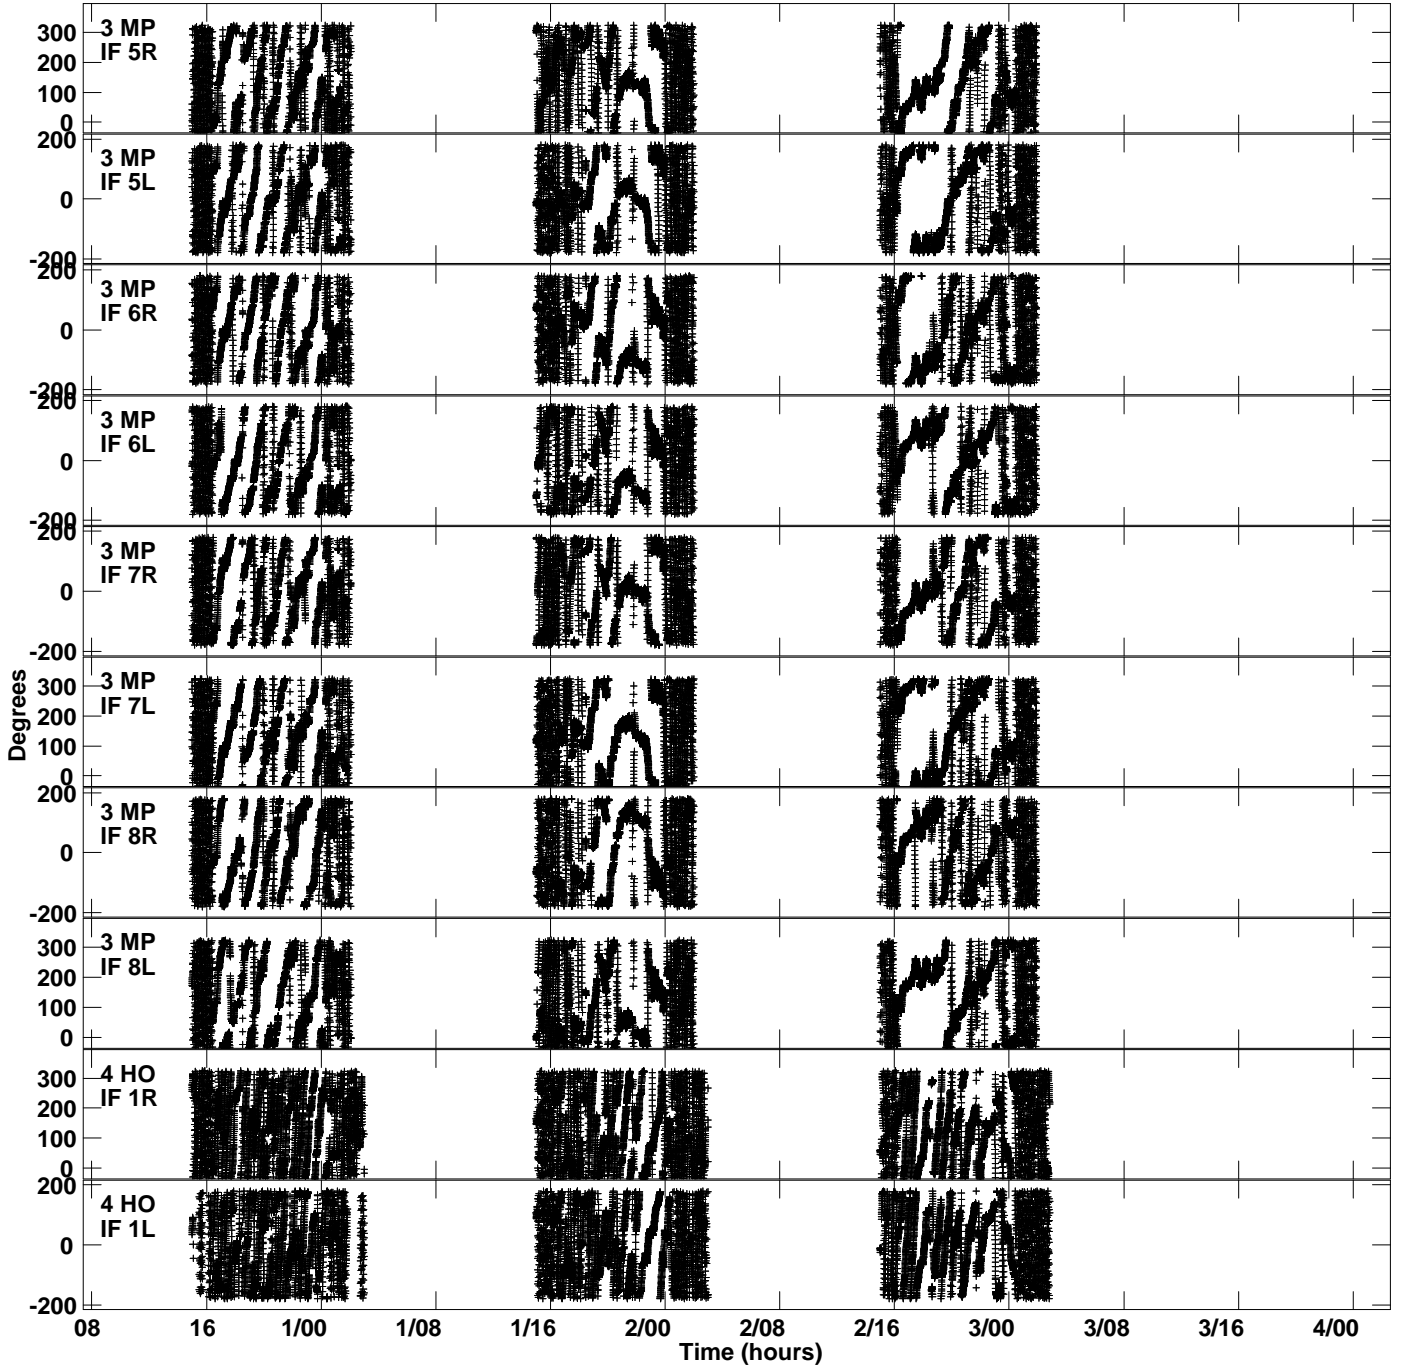 3 MP
IF 5R
300
200
100
0
3 MP
IF 5L
200
0
-200
3 MP
IF 6R
200
0
-200
3 MP
IF 6L
200
0
-200
3 MP
IF 7R
200
0
-200
3 MP
IF 7L
300
200
100
0
3 MP
IF 8R
200
0
-200
3 MP
IF 8L
300
200
100
0
4 HO
IF 1R
300
200
100
0
4 HO
IF 1L
200
0
-200
Degrees
08 16 1/00 1/08 1/16 2/00 2/08 2/16 3/00 3/08 3/16 4/00
Time (hours)